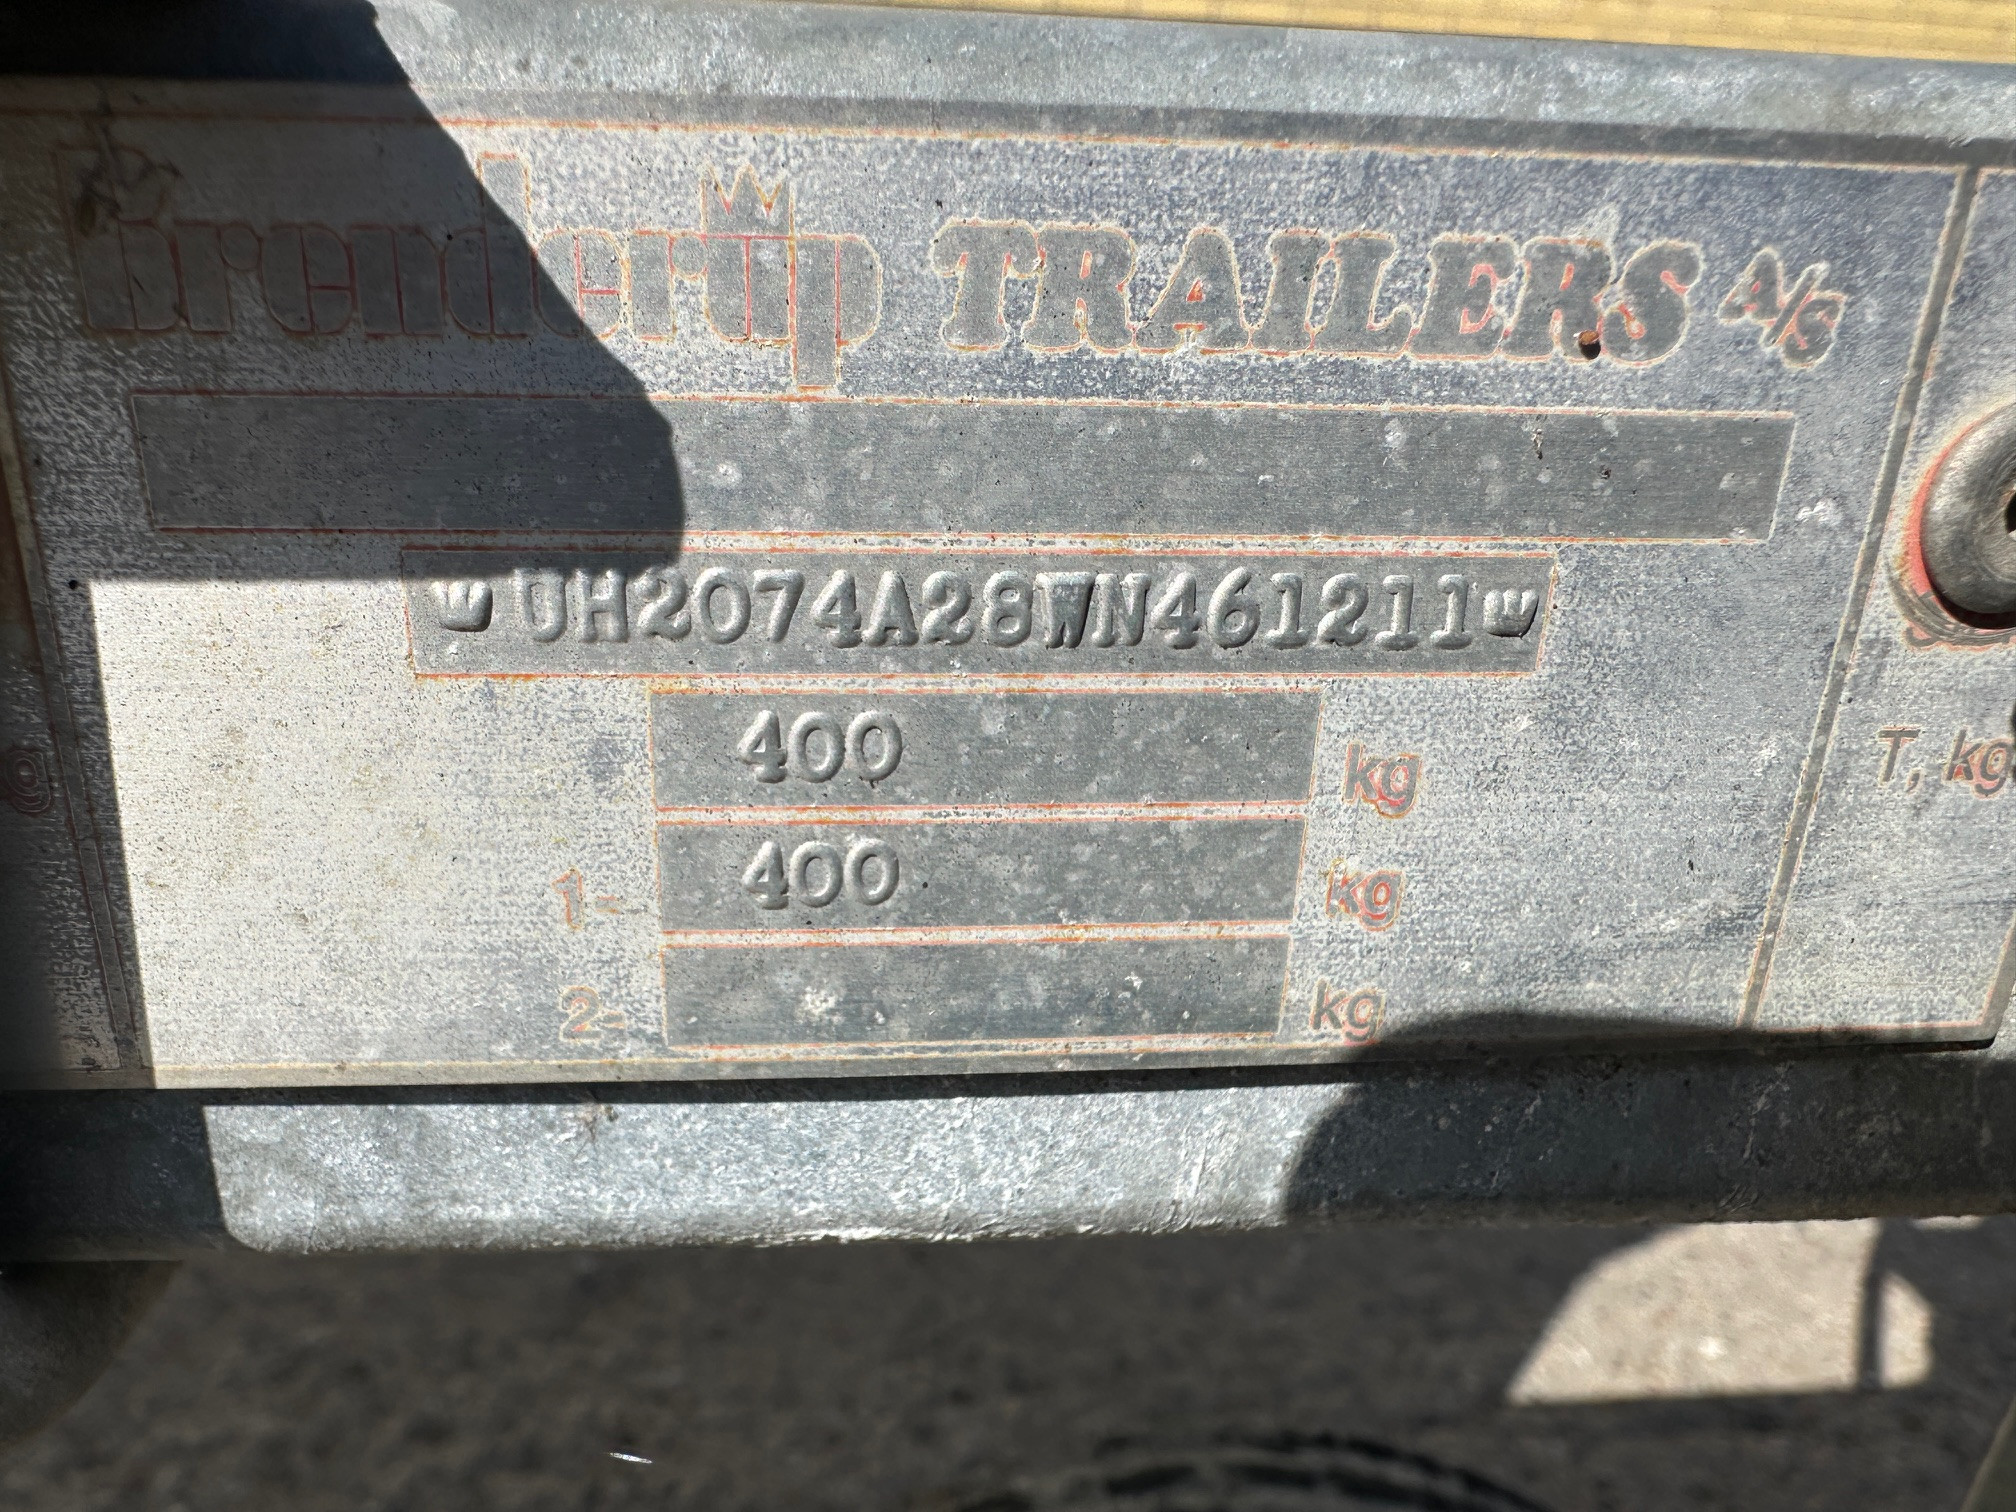 Brenderup TRAILERS A/S
UH2074A28WN461211
400 kg
T, kg
1- 400 kg
2- kg